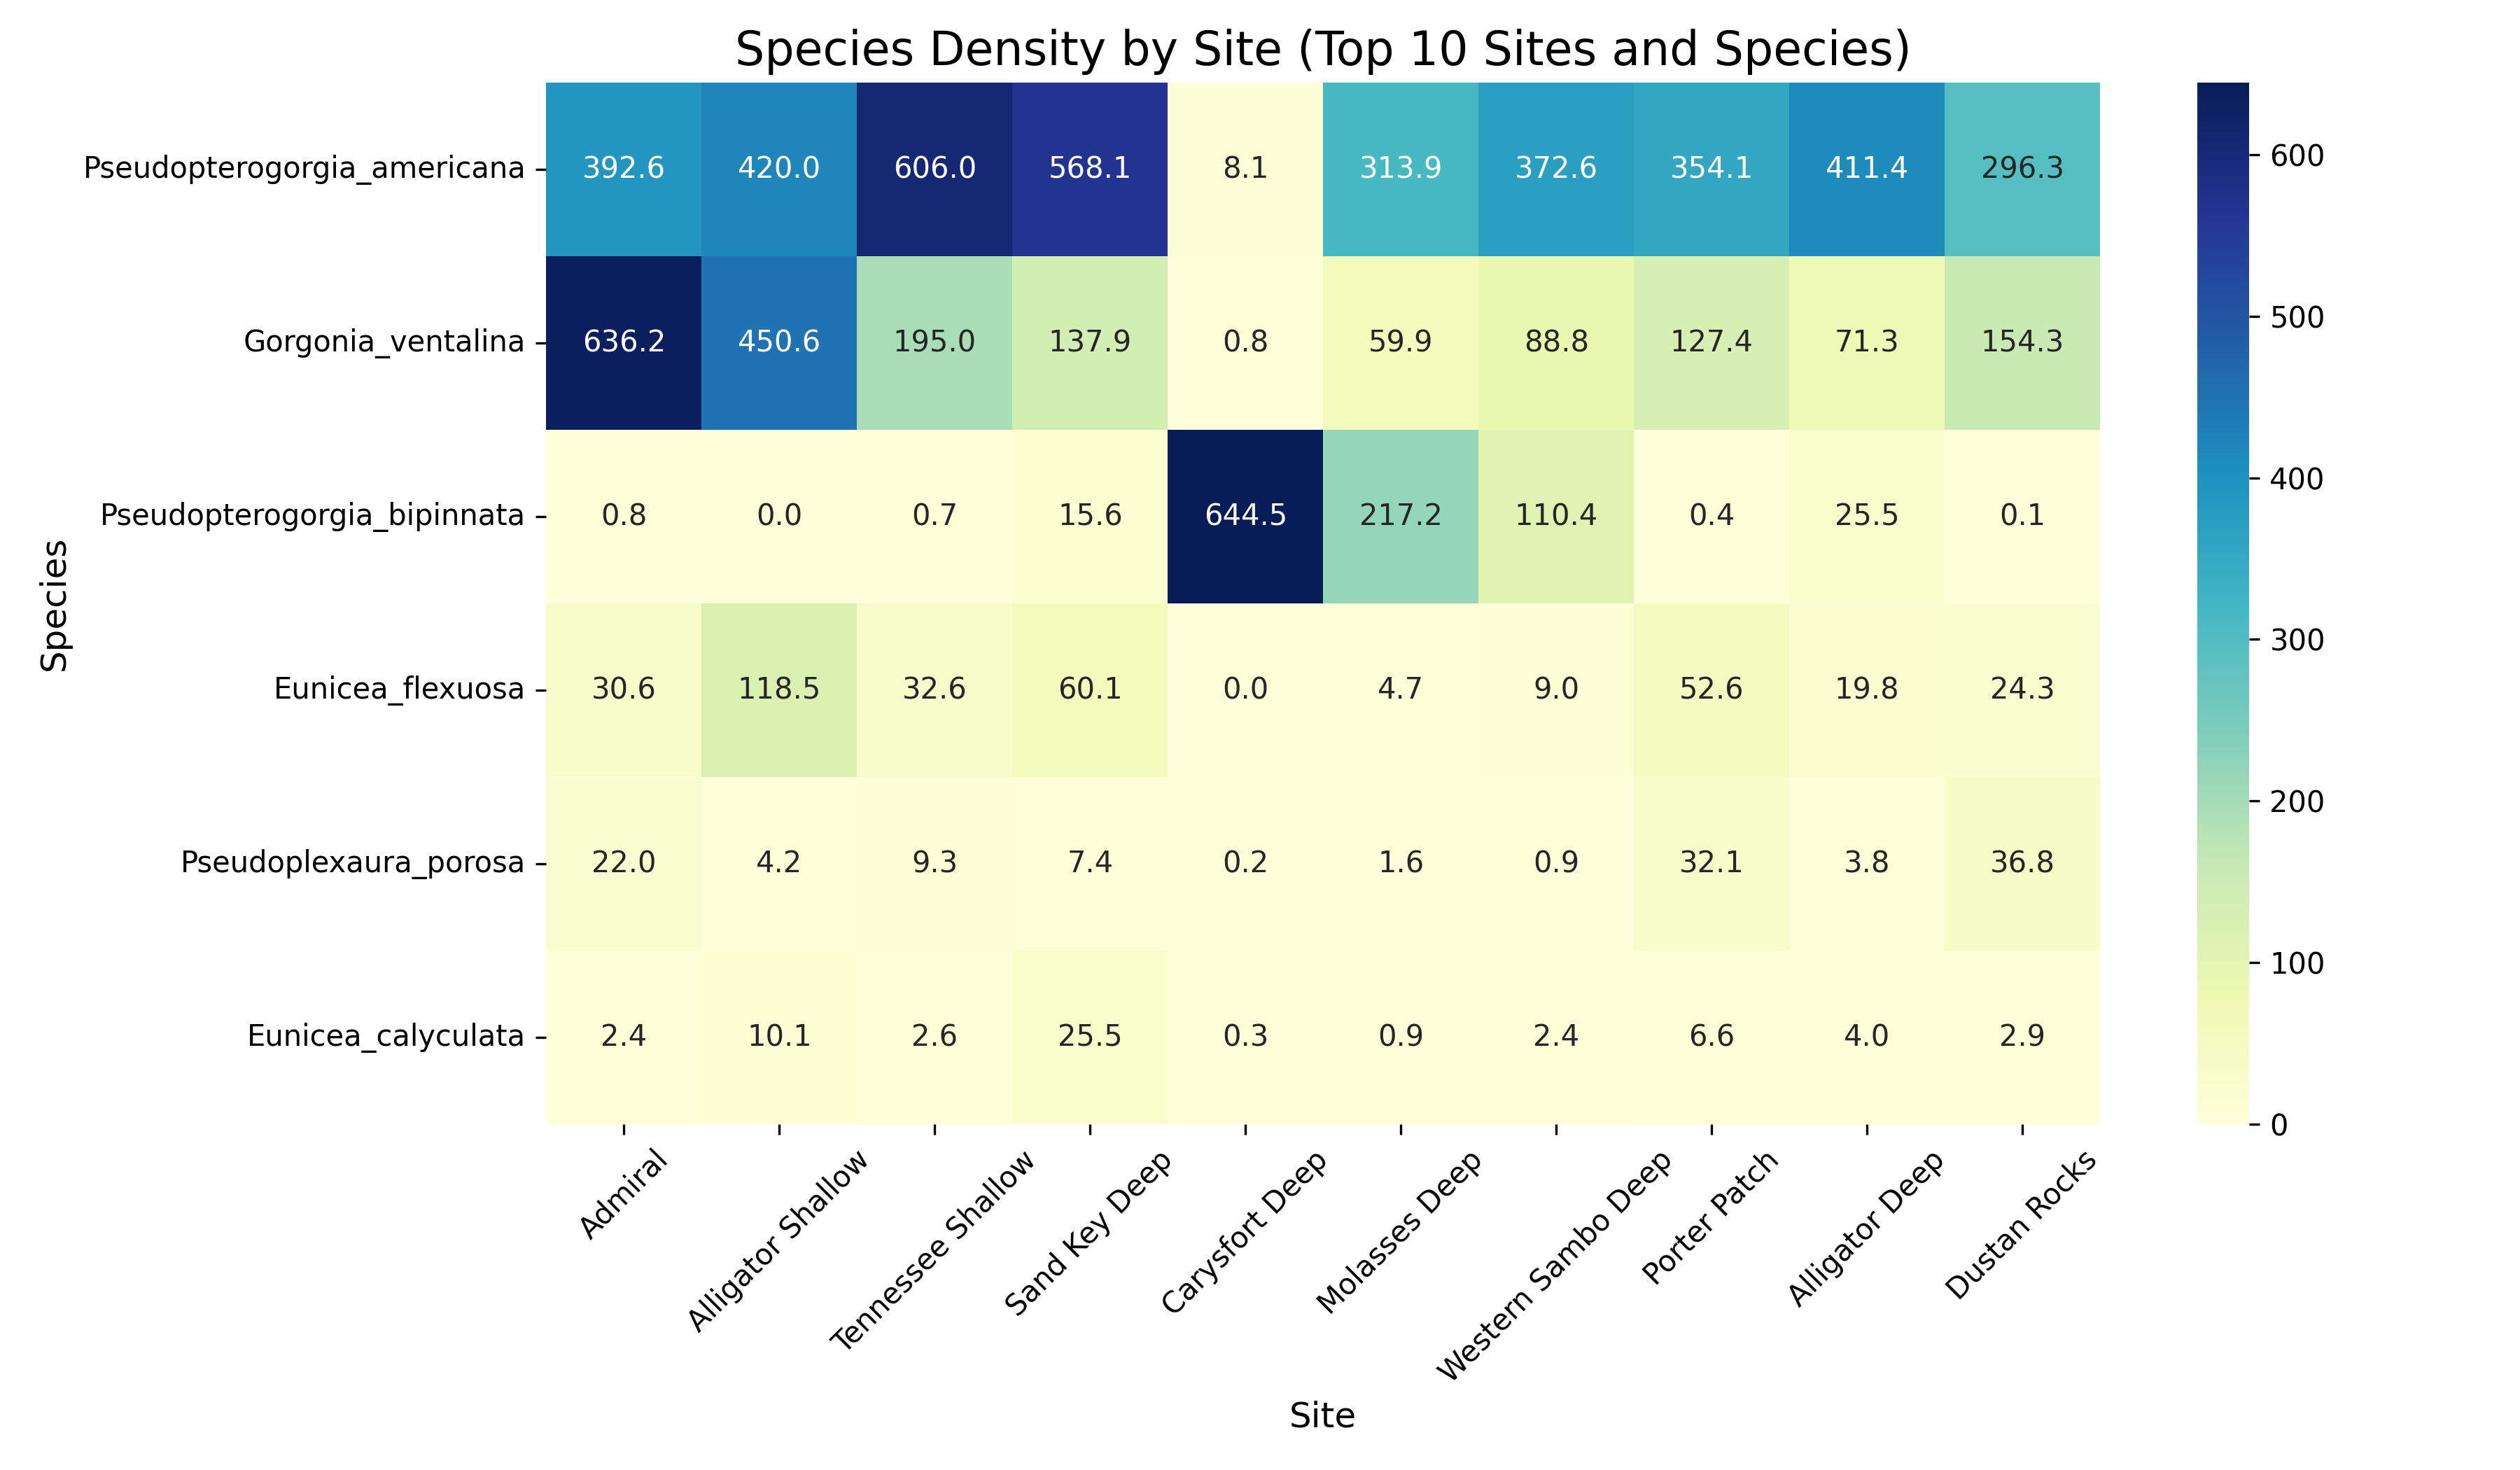 Species Density by Site (Top 10 Sites and Species)
Species
Pseudopterogorgia_americana 392.6 420.0 606.0 568.1 8.1 313.9 372.6 354.1 411.4 296.3
Gorgonia_ventalina 636.2 450.6 195.0 137.9 0.8 59.9 88.8 127.4 71.3 154.3
Pseudopterogorgia_bipinnata 0.8 0.0 0.7 15.6 644.5 217.2 110.4 0.4 25.5 0.1
Eunicea_flexuosa 30.6 118.5 32.6 60.1 0.0 4.7 9.0 52.6 19.8 24.3
Pseudoplexaura_porosa 22.0 4.2 9.3 7.4 0.2 1.6 0.9 32.1 3.8 36.8
Eunicea_calyculata 2.4 10.1 2.6 25.5 0.3 0.9 2.4 6.6 4.0 2.9
Admiral
Alligator Shallow
Tennessee Shallow
Sand Key Deep
Carysfort Deep
Molasses Deep
Western Sambo Deep
Porter Patch
Alligator Deep
Dustan Rocks
Site
600
500
400
300
200
100
0